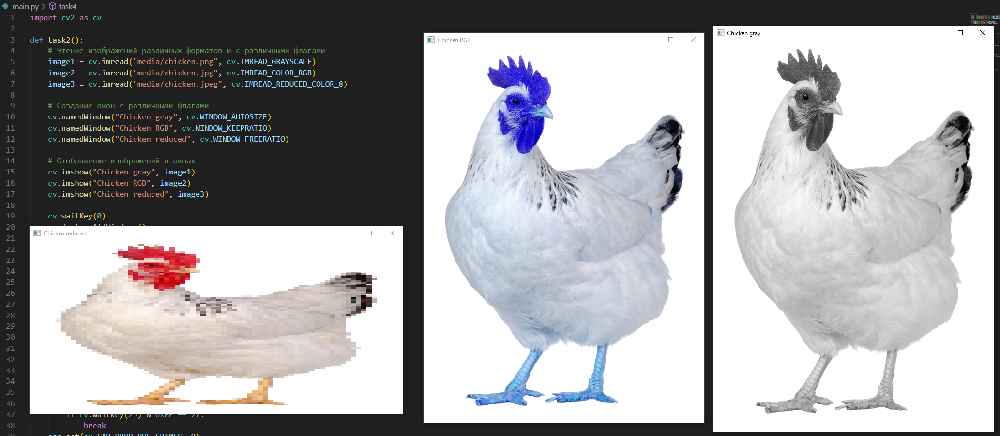 main.py > task4
1 import cv2 as cv
2
3 def task2():
4 # Чтение изображений различных форматов и с различными флагами
5 image1 = cv.imread("media/chicken.png", cv.IMREAD_GRAYSCALE)
6 image2 = cv.imread("media/chicken.jpg", cv.IMREAD_COLOR_RGB)
7 image3 = cv.imread("media/chicken.jpeg", cv.IMREAD_REDUCED_COLOR_8)
8
9 # Создание окон с различными флагами
10 cv.namedWindow("Chicken gray", cv.WINDOW_AUTOSIZE)
11 cv.namedWindow("Chicken RGB", cv.WINDOW_KEEPRATIO)
12 cv.namedWindow("Chicken reduced", cv.WINDOW_FREERATIO)
13
14 # Отображение изображений в окнах
15 cv.imshow("Chicken gray", image1)
16 cv.imshow("Chicken RGB", image2)
17 cv.imshow("Chicken reduced", image3)
18
19 cv.waitKey(0)
20 cv.destroyAllWindows()
21
22
23
24
25
26
27
28
29
30
31
32
33
34
35
36
37 if cv.waitKey(25) & 0xFF == 27:
38 break
39 cap.set(cv.CAP_PROP_POS_FRAMES, 0)
Chicken reduced
Chicken RGB
Chicken gray